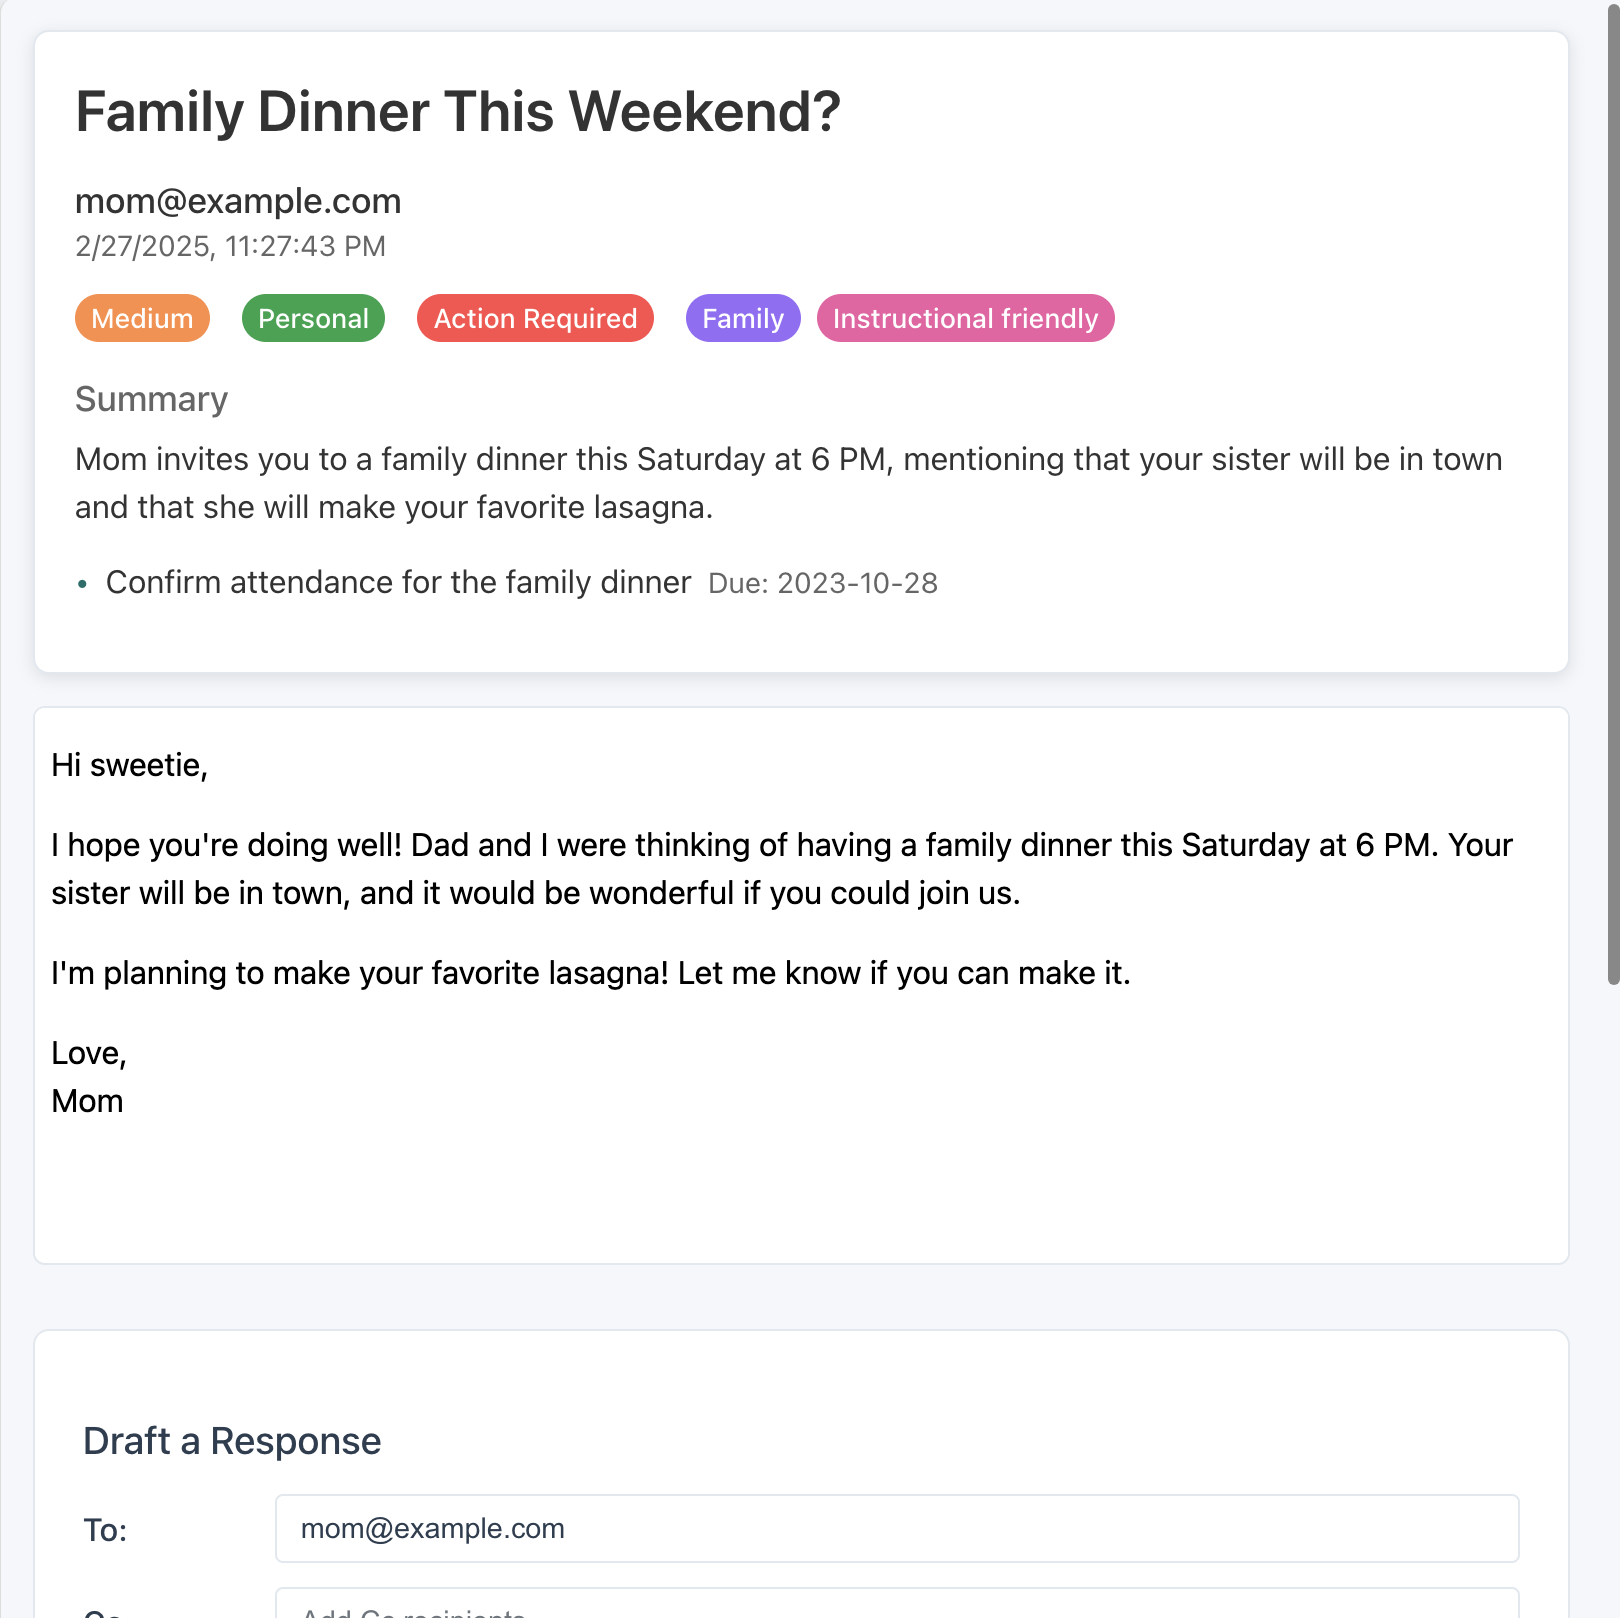 Family Dinner This Weekend?
mom@example.com
2/27/2025, 11:27:43 PM
Medium Personal Action Required Family Instructional friendly
Summary
Mom invites you to a family dinner this Saturday at 6 PM, mentioning that your sister will be in town
and that she will make your favorite lasagna.
• Confirm attendance for the family dinner Due: 2023-10-28
Hi sweetie,
I hope you're doing well! Dad and I were thinking of having a family dinner this Saturday at 6 PM. Your
sister will be in town, and it would be wonderful if you could join us.
I'm planning to make your favorite lasagna! Let me know if you can make it.
Love,
Mom
Draft a Response
To: mom@example.com
Add Cc recipients